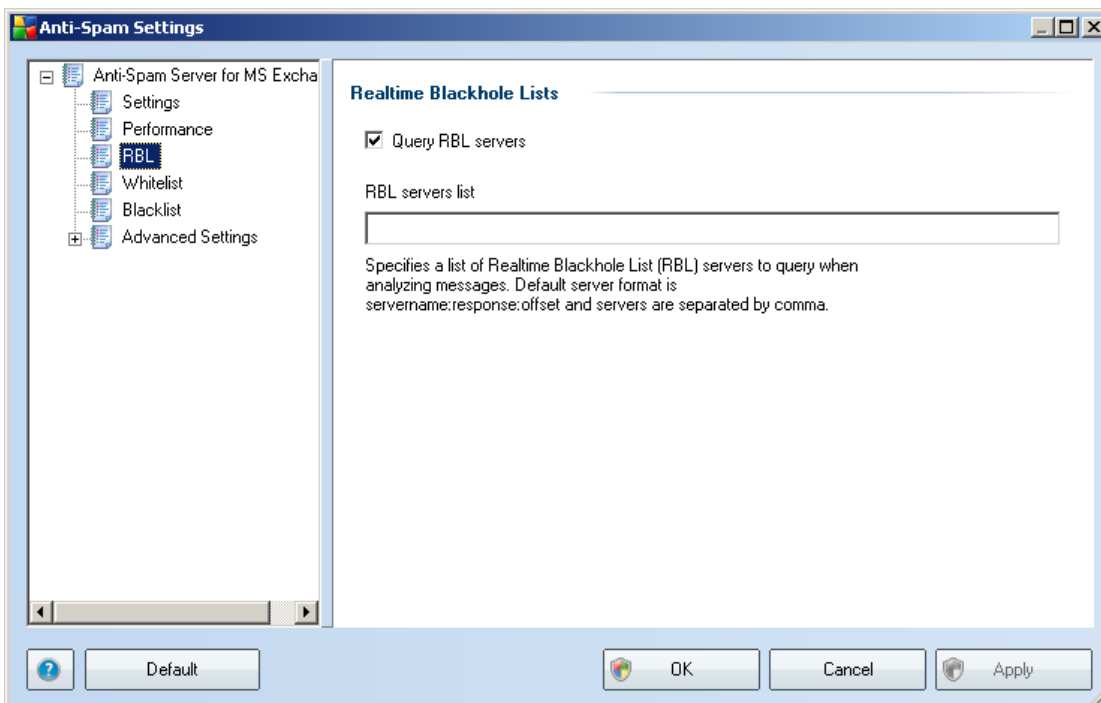 Anti-Spam Settings
Anti-Spam Server for MS Excha
Settings
Performance
RBL
Whitelist
Blacklist
Advanced Settings
Realtime Blackhole Lists
Query RBL servers
RBL servers list
Specifies a list of Realtime Blackhole List (RBL) servers to query when
analyzing messages. Default server format is
servername:response:offset and servers are separated by comma.
Default
OK
Cancel
Apply